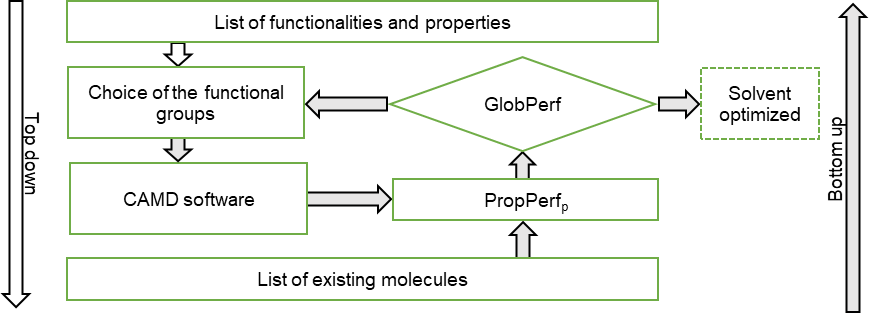 List of functionalities and properties
Choice of the functional
groups
GlobPerf
Solvent
optimized
CAMD software
PropPerfₚ
List of existing molecules
Top down
Bottom up